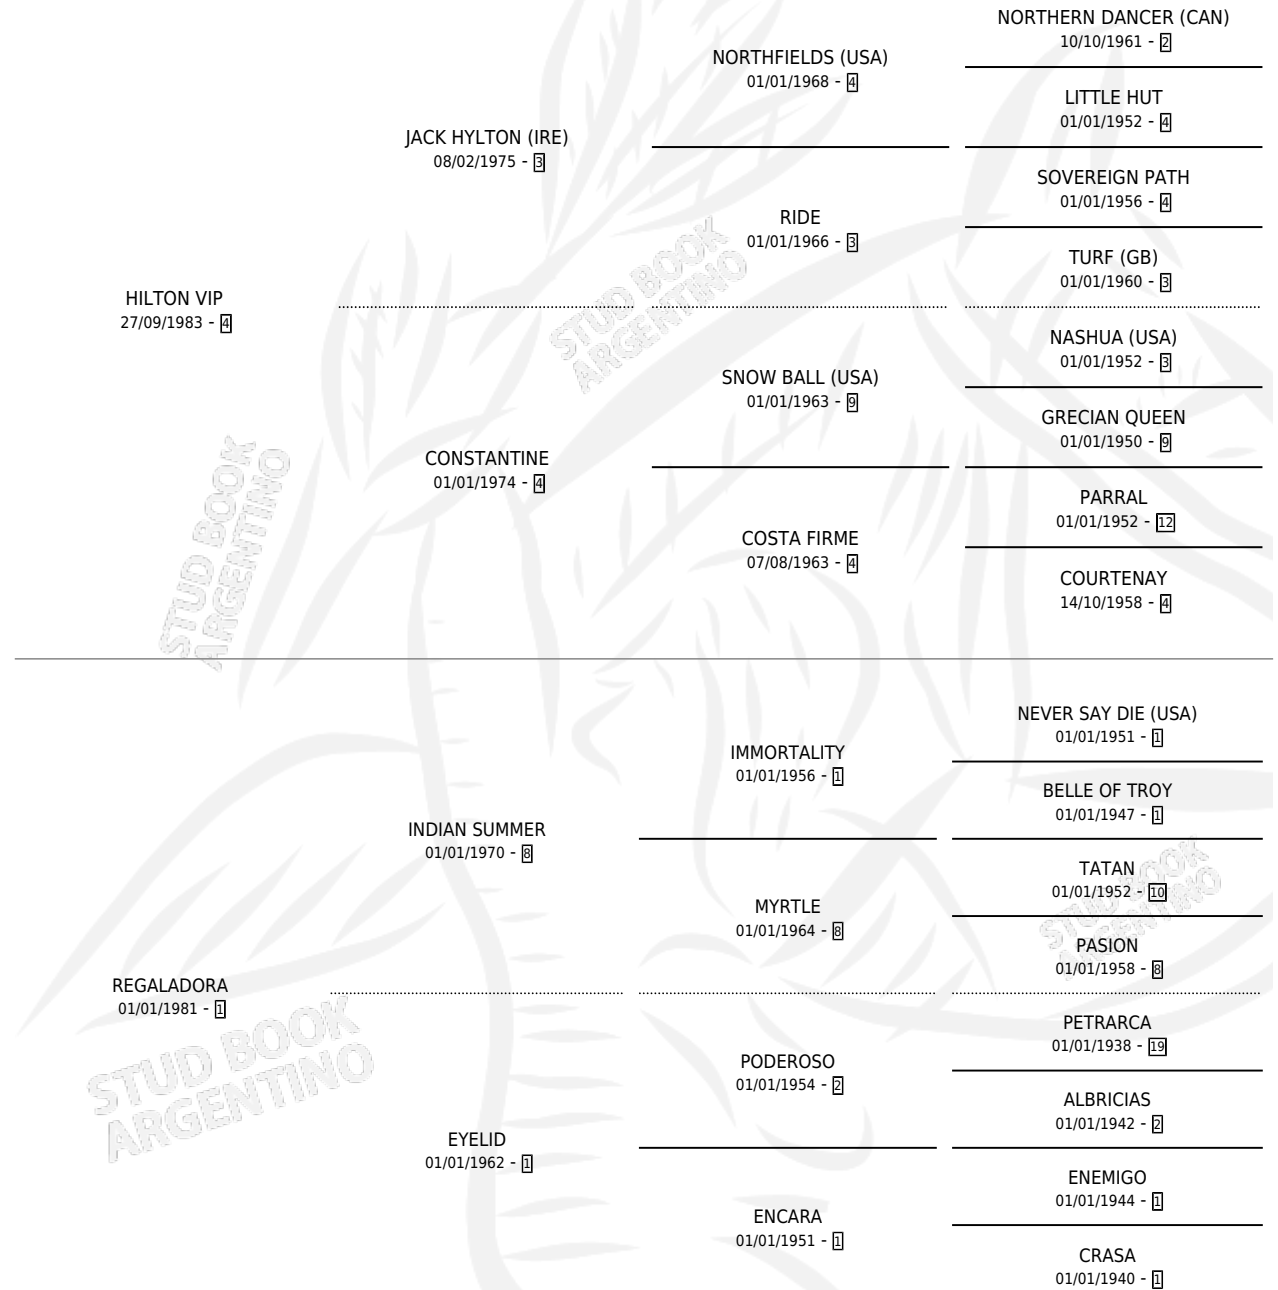 NORTHERN DANCER (CAN)
10/10/1961 - 2
NORTHFIELDS (USA)
01/01/1968 - 4
LITTLE HUT
01/01/1952 - 4
JACK HYLTON (IRE)
08/02/1975 - 3
SOVEREIGN PATH
01/01/1956 - 4
RIDE
01/01/1966 - 3
TURF (GB)
01/01/1960 - 3
HILTON VIP
27/09/1983 - 4
NASHUA (USA)
01/01/1952 - 3
SNOW BALL (USA)
01/01/1963 - 9
GRECIAN QUEEN
01/01/1950 - 9
CONSTANTINE
01/01/1974 - 4
PARRAL
01/01/1952 - 12
COSTA FIRME
07/08/1963 - 4
COURTENAY
14/10/1958 - 4
STUD BOOK
ARGENTINO
STUD BOOK
ARGENTINO
NEVER SAY DIE (USA)
01/01/1951 - 1
IMMORTALITY
01/01/1956 - 1
BELLE OF TROY
01/01/1947 - 1
INDIAN SUMMER
01/01/1970 - 8
TATAN
01/01/1952 - 10
MYRTLE
01/01/1964 - 8
PASION
01/01/1958 - 8
REGALADORA
01/01/1981 - 1
PETRARCA
01/01/1938 - 19
PODEROSO
01/01/1954 - 2
ALBRICIAS
01/01/1942 - 2
EYELID
01/01/1962 - 1
ENEMIGO
01/01/1944 - 1
ENCARA
01/01/1951 - 1
CRASA
01/01/1940 - 1
STUD BOOK
ARGENTINO
STUD BOOK
ARGENTINO